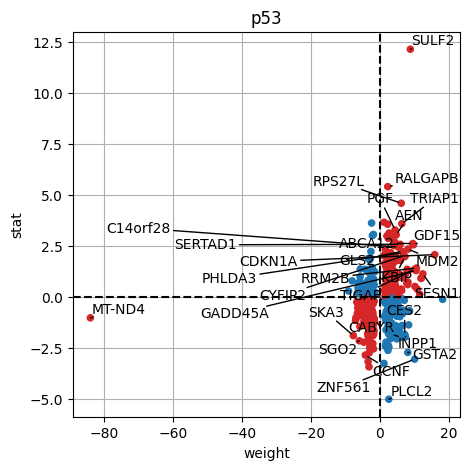 p53
12.5
10.0
7.5
5.0
2.5
0.0
−2.5
−5.0
stat
−80
−60
−40
−20
0
20
weight
SULF2
RPS27L
RALGAPB
PGF
TRIAP1
AEN
C14orf28
SERTAD1
ABCA12
GDF15
CDKN1A
GLS2
MDM2
PHLDA3
RRM2B
CYFIP2
TIGAR
SESN1
GADD45A
MT-ND4
SKA3
CES2
CABYR
SGO2
INPP1
GSTA2
CCNF
ZNF561
PLCL2